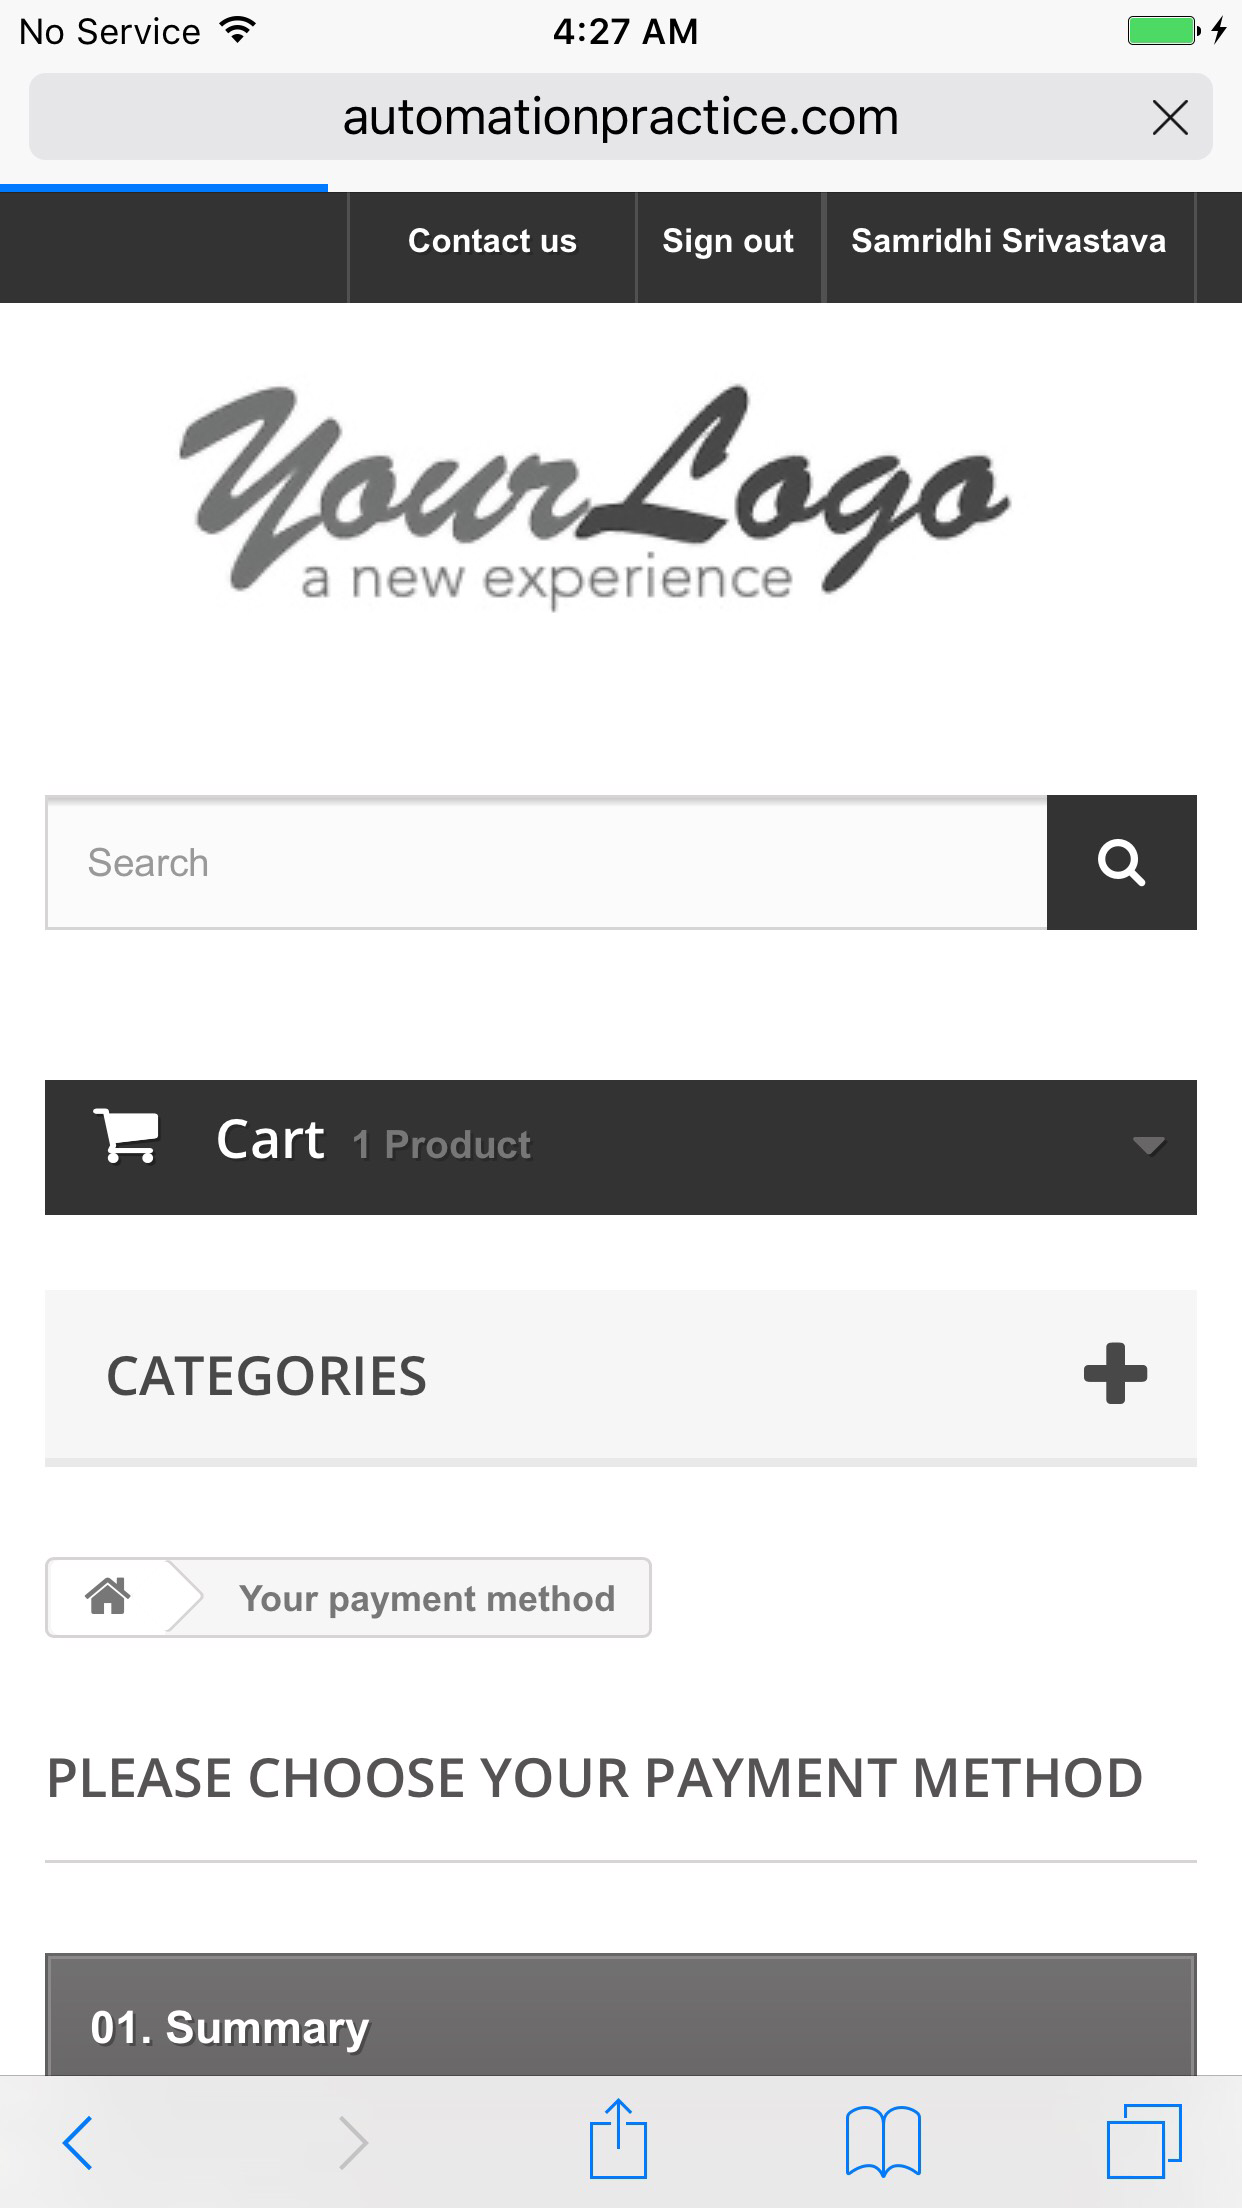 No Service 4:27 AM
automationpractice.com
Contact us Sign out Samridhi Srivastava
YourLogo
a new experience
Search
Cart 1 Product
CATEGORIES
Your payment method
PLEASE CHOOSE YOUR PAYMENT METHOD
01. Summary